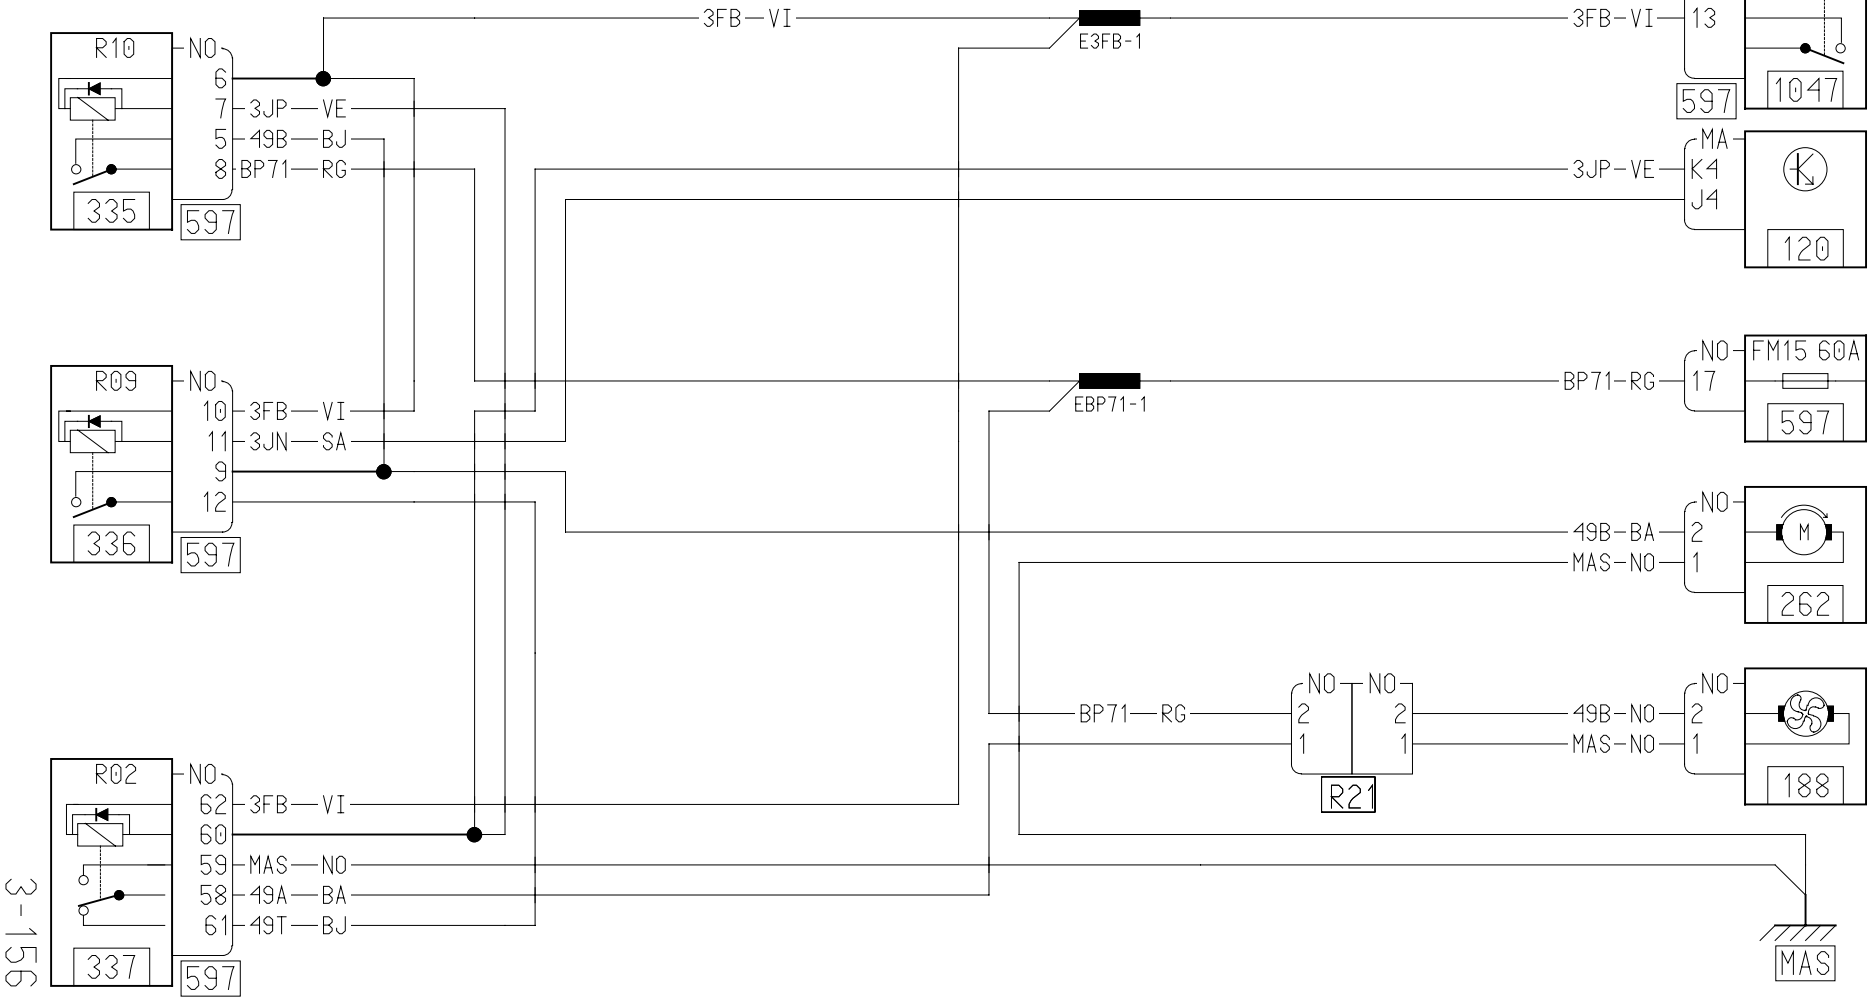 3FB VI
E3FB-1
3FB-VI 13
1047
597
R10 NO
6
7 3JP VE
5 49B BJ
8 BP71 RG
335
597
MA
3JP-VE K4
J4
120
R09 NO
10 3FB VI
11 3JN SA
9
12
336
597
EBP71-1
NO FM15 60A
BP71-RG 17
597
NO
49B-BA 2 M
MAS-NO 1
262
BP71 RG
NO NO
2 2
1 1
R21
NO
49B-NO 2
MAS-NO 1
188
R02 NO
62 3FB VI
60
59 MAS NO
58 49A BA
61 49T BJ
337
597
MAS
3-156